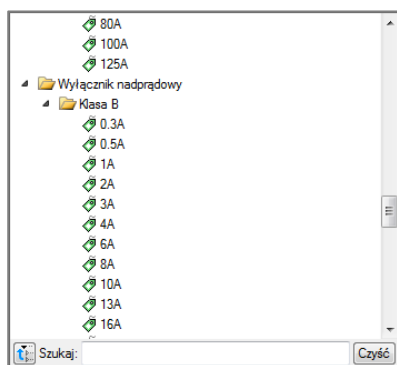 80A
100A
125A
Wyłącznik nadprądowy
Klasa B
0.3A
0.5A
1A
2A
3A
4A
6A
8A
10A
13A
16A
Szukaj:
Czyść